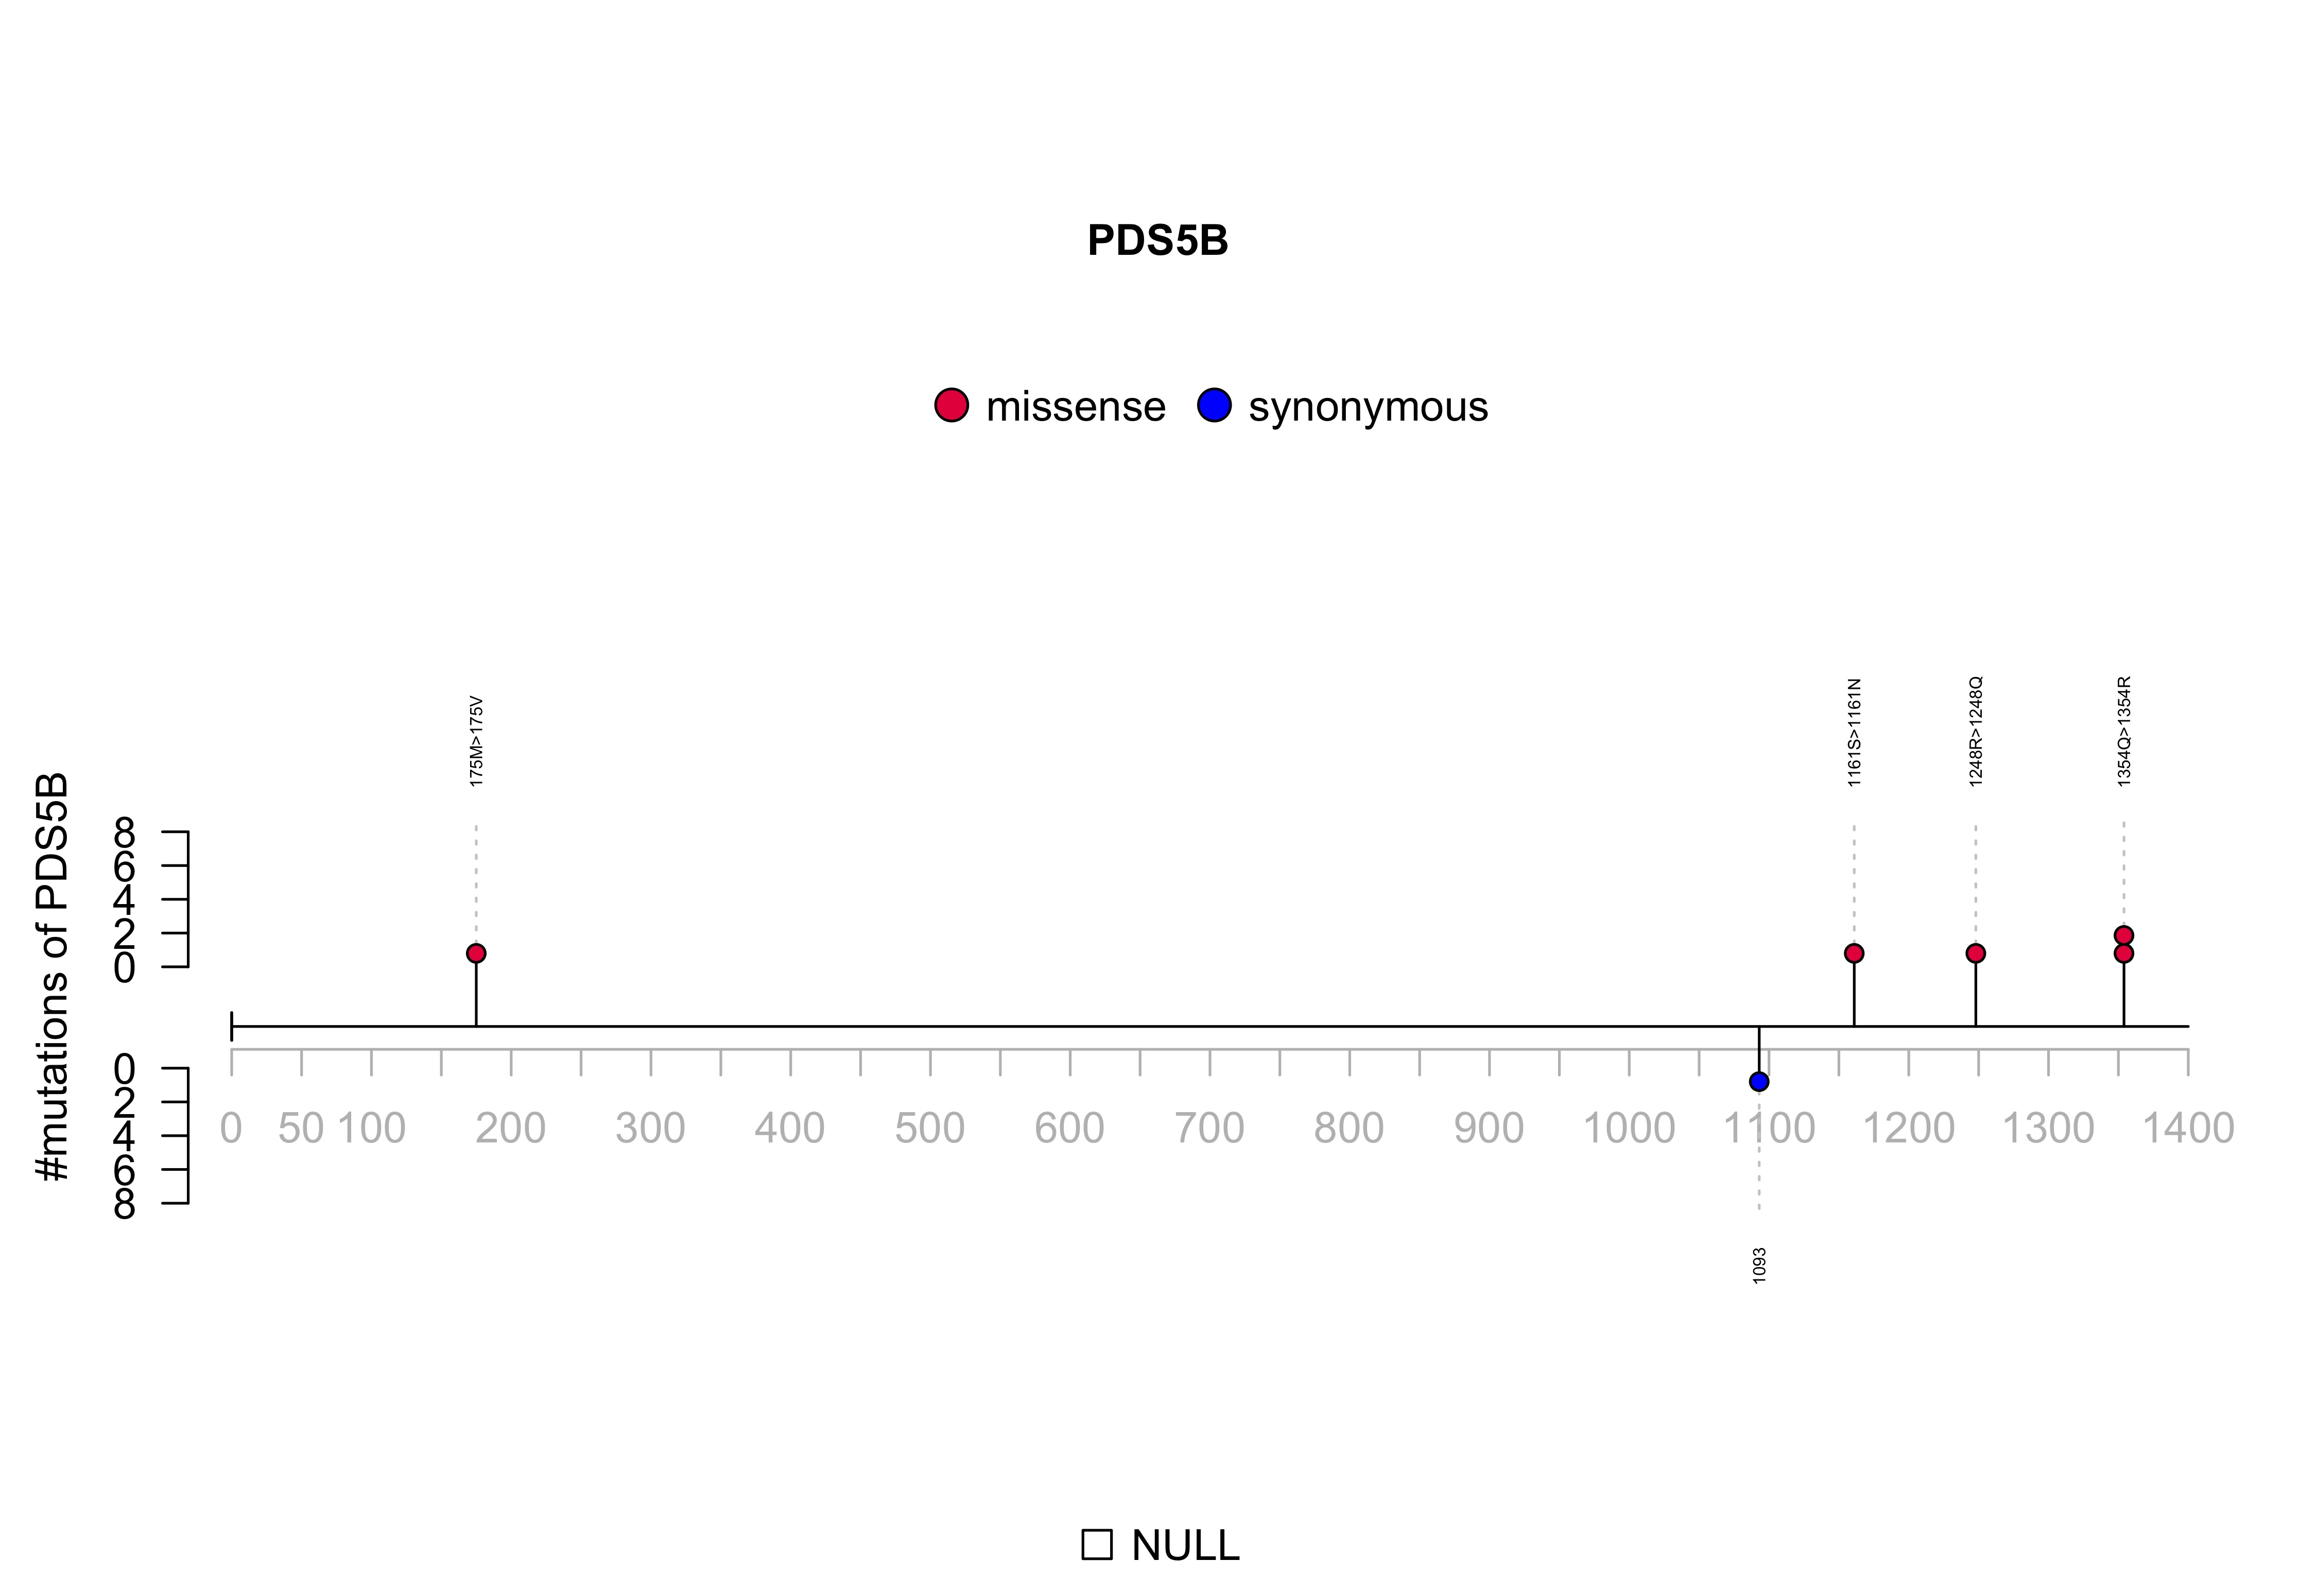 PDS5B
missense synonymous
175M>175V
1161S>1161N
1248R>1248Q
1354Q>1354R
#mutations of PDS5B
8
6
4
2
0
0
2
4
6
8
0 50 100 200 300 400 500 600 700 800 900 1000 1100 1200 1300 1400
1093
NULL